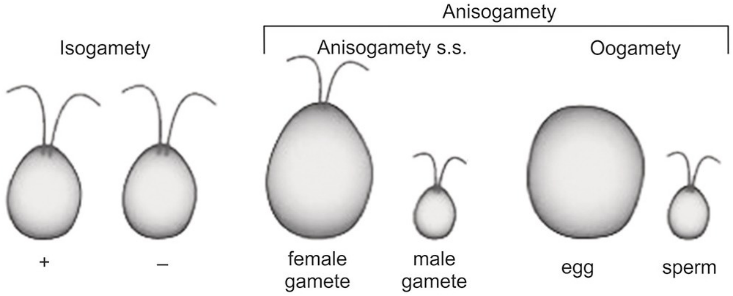 Anisogamety
Isogamety
Anisogamety s.s.
Oogamety
+
–
female
gamete
male
gamete
egg
sperm